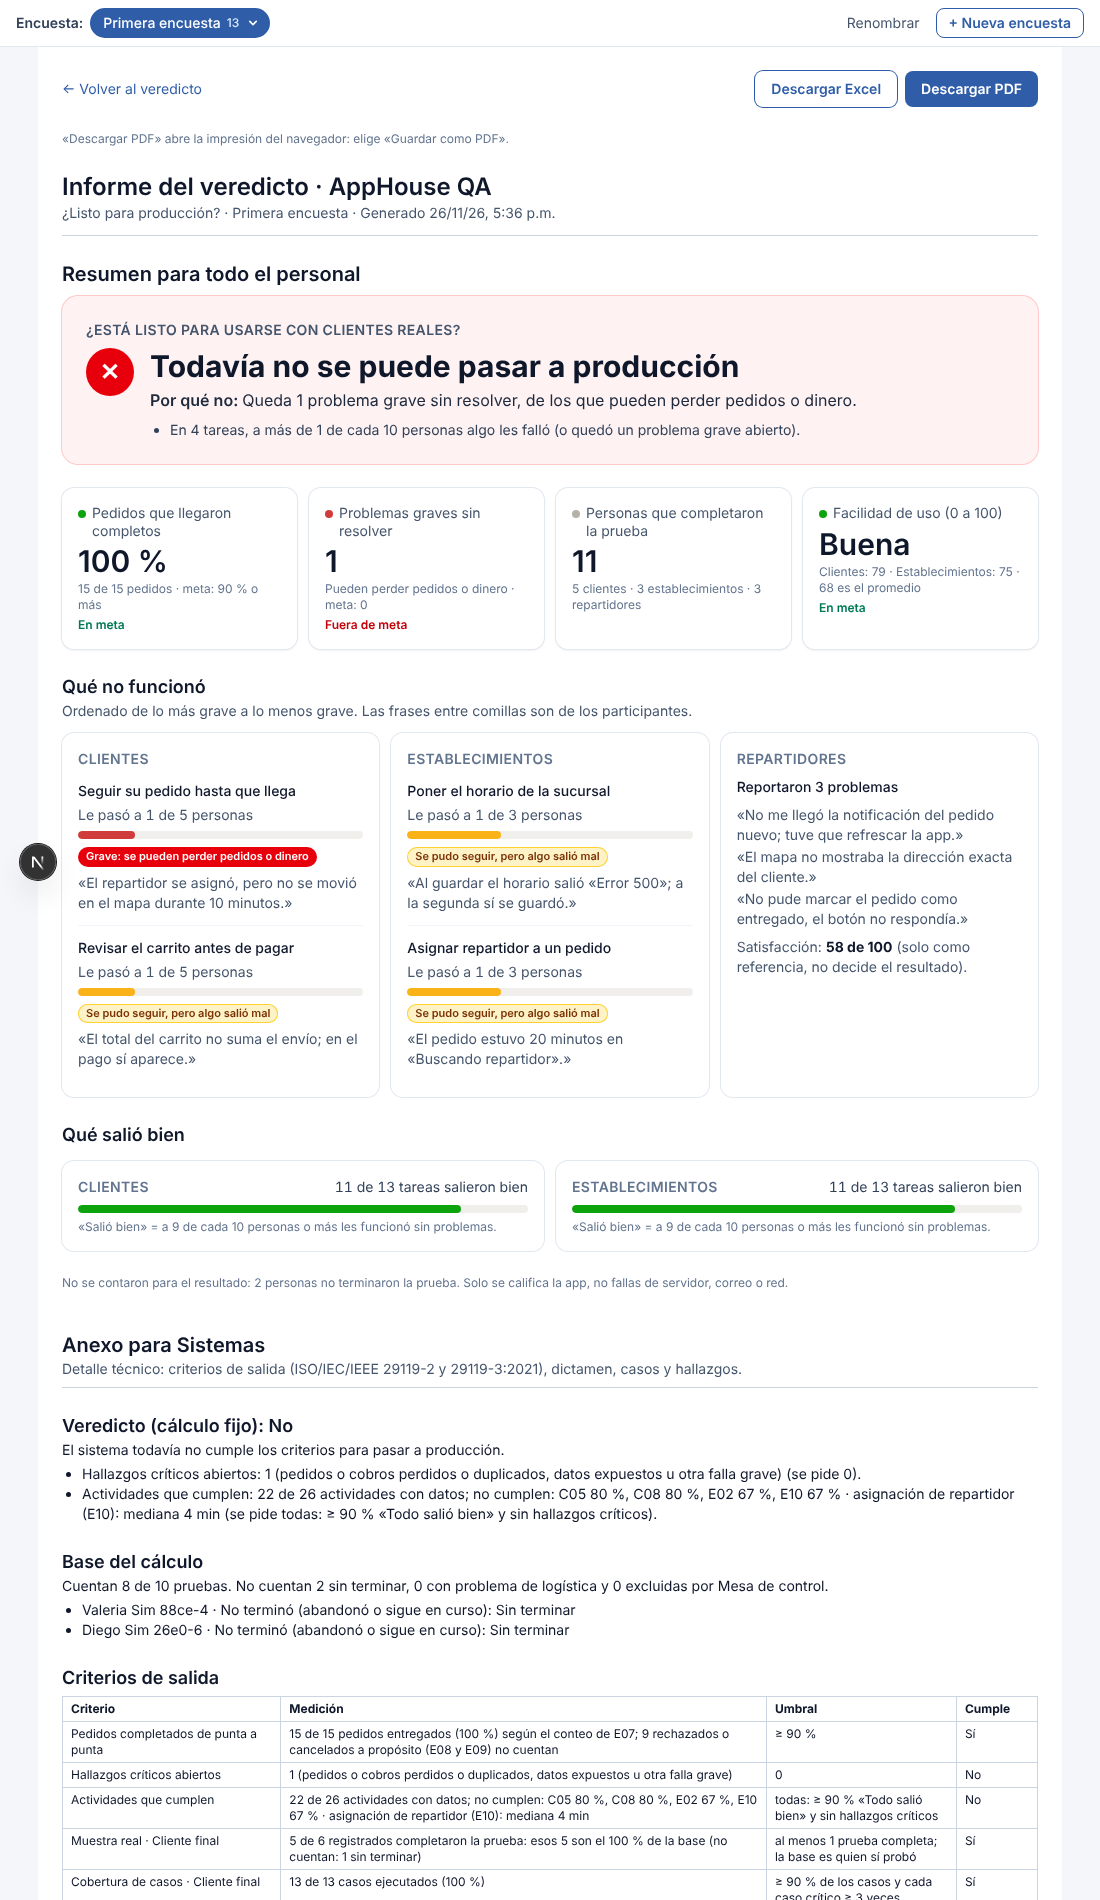 Encuesta: Primera encuesta 13 Renombrar + Nueva encuesta
← Volver al veredicto Descargar Excel Descargar PDF
«Descargar PDF» abre la impresión del navegador: elige «Guardar como PDF».
Informe del veredicto · AppHouse QA
¿Listo para producción? · Primera encuesta · Generado 26/11/26, 5:36 p.m.
Resumen para todo el personal
¿ESTÁ LISTO PARA USARSE CON CLIENTES REALES?
Todavía no se puede pasar a producción
Por qué no: Queda 1 problema grave sin resolver, de los que pueden perder pedidos o dinero.
• En 4 tareas, a más de 1 de cada 10 personas algo les falló (o quedó un problema grave abierto).
Pedidos que llegaron
completos
100 %
15 de 15 pedidos · meta: 90 % o
más
En meta
Problemas graves sin
resolver
1
Pueden perder pedidos o dinero ·
meta: 0
Fuera de meta
Personas que completaron
la prueba
11
5 clientes · 3 establecimientos · 3
repartidores
Facilidad de uso (0 a 100)
Buena
Clientes: 79 · Establecimientos: 75 ·
68 es el promedio
En meta
Qué no funcionó
Ordenado de lo más grave a lo menos grave. Las frases entre comillas son de los participantes.
CLIENTES
Seguir su pedido hasta que llega
Le pasó a 1 de 5 personas
Grave: se pueden perder pedidos o dinero
«El repartidor se asignó, pero no se movió
en el mapa durante 10 minutos.»
Revisar el carrito antes de pagar
Le pasó a 1 de 5 personas
Se pudo seguir, pero algo salió mal
«El total del carrito no suma el envío; en el
pago sí aparece.»
ESTABLECIMIENTOS
Poner el horario de la sucursal
Le pasó a 1 de 3 personas
Se pudo seguir, pero algo salió mal
«Al guardar el horario salió «Error 500»; a
la segunda sí se guardó.»
Asignar repartidor a un pedido
Le pasó a 1 de 3 personas
Se pudo seguir, pero algo salió mal
«El pedido estuvo 20 minutos en
«Buscando repartidor».»
REPARTIDORES
Reportaron 3 problemas
«No me llegó la notificación del pedido
nuevo; tuve que refrescar la app.»
«El mapa no mostraba la dirección exacta
del cliente.»
«No pude marcar el pedido como
entregado, el botón no respondía.»
Satisfacción: 58 de 100 (solo como
referencia, no decide el resultado).
N
Qué salió bien
CLIENTES 11 de 13 tareas salieron bien
«Salió bien» = a 9 de cada 10 personas o más les funcionó sin problemas.
ESTABLECIMIENTOS 11 de 13 tareas salieron bien
«Salió bien» = a 9 de cada 10 personas o más les funcionó sin problemas.
No se contaron para el resultado: 2 personas no terminaron la prueba. Solo se califica la app, no fallas de servidor, correo o red.
Anexo para Sistemas
Detalle técnico: criterios de salida (ISO/IEC/IEEE 29119-2 y 29119-3:2021), dictamen, casos y hallazgos.
Veredicto (cálculo fijo): No
El sistema todavía no cumple los criterios para pasar a producción.
• Hallazgos críticos abiertos: 1 (pedidos o cobros perdidos o duplicados, datos expuestos u otra falla grave) (se pide 0).
• Actividades que cumplen: 22 de 26 actividades con datos; no cumplen: C05 80 %, C08 80 %, E02 67 %, E10 67 % · asignación de repartidor
(E10): mediana 4 min (se pide todas: ≥ 90 % «Todo salió bien» y sin hallazgos críticos).
Base del cálculo
Cuentan 8 de 10 pruebas. No cuentan 2 sin terminar, 0 con problema de logística y 0 excluidas por Mesa de control.
• Valeria Sim 88ce-4 · No terminó (abandonó o sigue en curso): Sin terminar
• Diego Sim 26e0-6 · No terminó (abandonó o sigue en curso): Sin terminar
Criterios de salida
Criterio Medición Umbral Cumple
Pedidos completados de punta a
punta
15 de 15 pedidos entregados (100 %) según el conteo de E07; 9 rechazados o
cancelados a propósito (E08 y E09) no cuentan
≥ 90 %
Sí
Hallazgos críticos abiertos 1 (pedidos o cobros perdidos o duplicados, datos expuestos u otra falla grave) 0 No
Actividades que cumplen
22 de 26 actividades con datos; no cumplen: C05 80 %, C08 80 %, E02 67 %, E10
67 % · asignación de repartidor (E10): mediana 4 min
todas: ≥ 90 % «Todo salió
bien» y sin hallazgos críticos
No
Muestra real · Cliente final
5 de 6 registrados completaron la prueba: esos 5 son el 100 % de la base (no
cuentan: 1 sin terminar)
al menos 1 prueba completa;
la base es quien sí probó
Sí
Cobertura de casos · Cliente final
13 de 13 casos ejecutados (100 %)
≥ 90 % de los casos y cada
caso crítico ≥ 3 veces
Sí